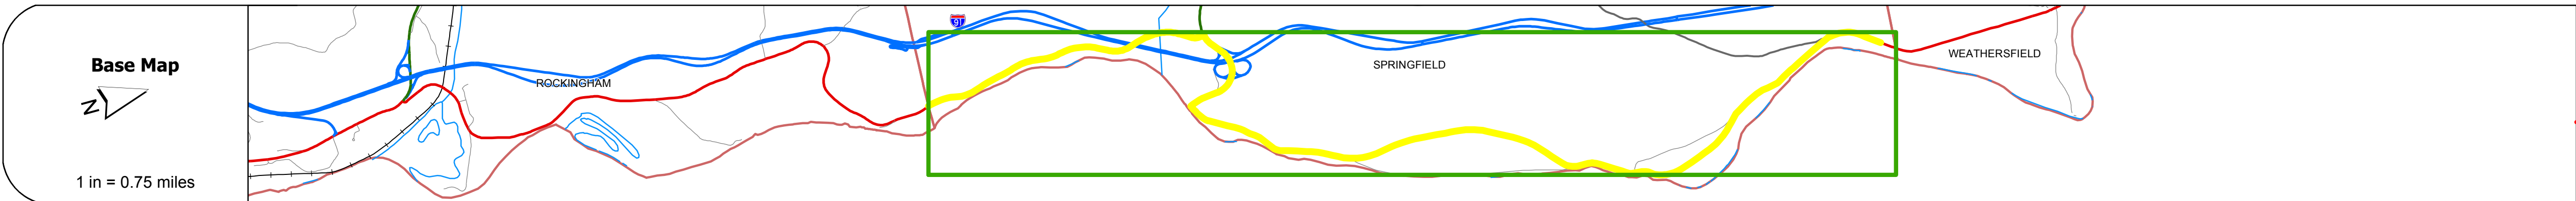 Base Map
N
1 in = 0.75 miles
ROCKINGHAM
91
SPRINGFIELD
WEATHERSFIELD